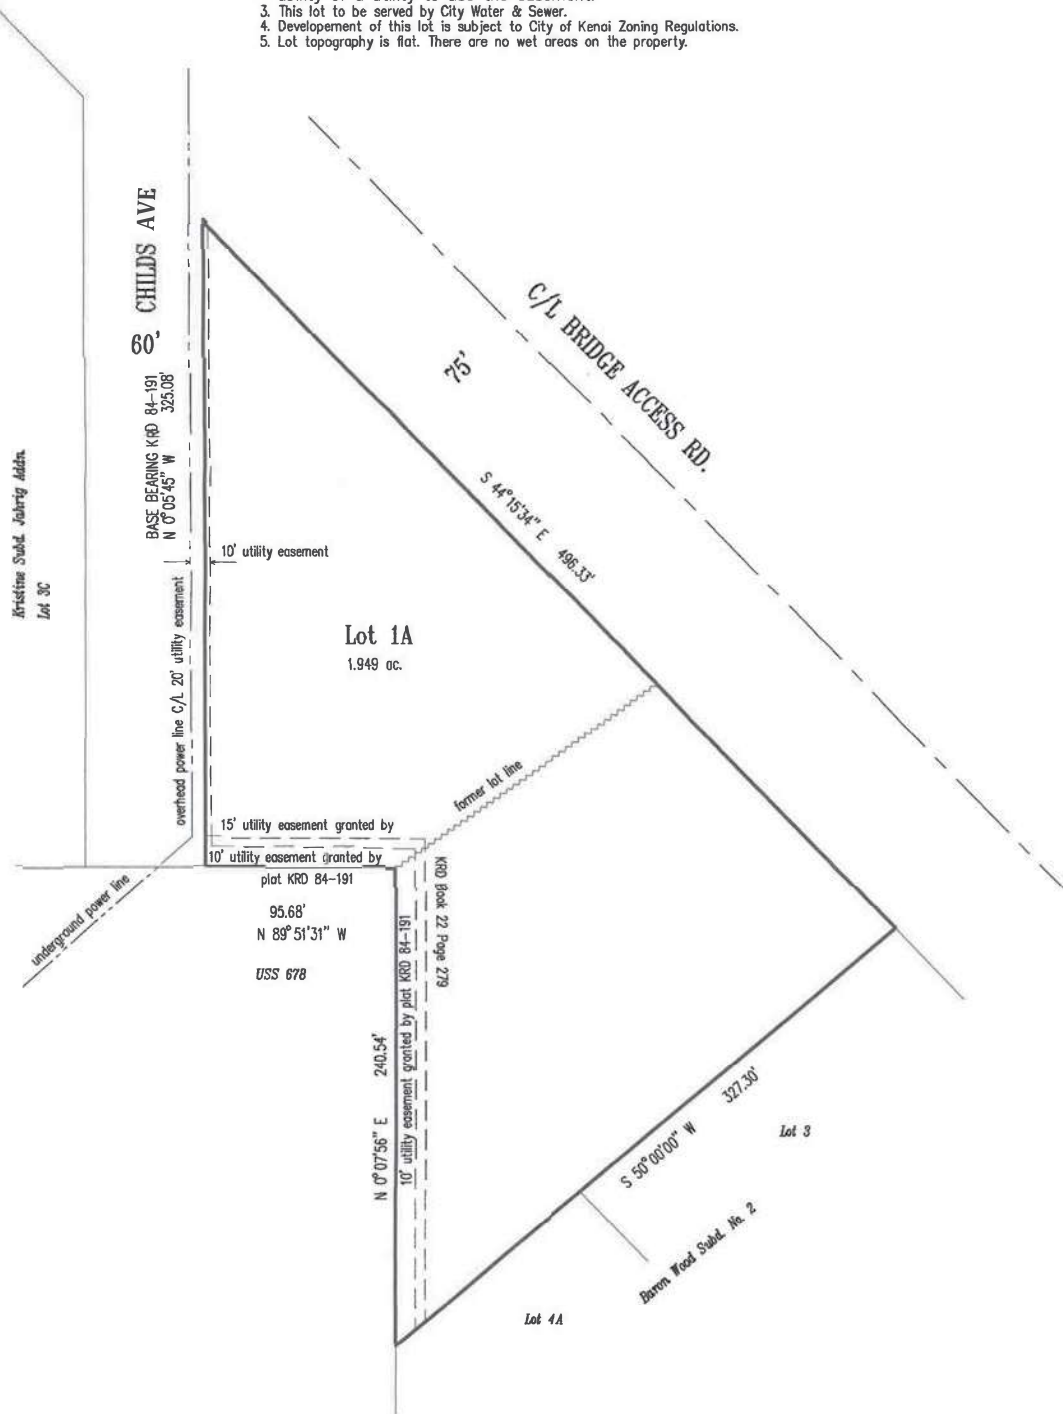 3. This lot to be served by City Water & Sewer.
4. Developement of this lot is subject to City of Kenai Zoning Regulations.
5. Lot topography is flat. There are no wet areas on the property.
CHILDS AVE
60'
C/L BRIDGE ACCESS RD.
75'
BASE BEARING KRD 84-191
325.08'
N 0°05'45" W
S 44°15'34" E 496.33'
Kristine Subd. Jahrig Addn.
Lot 3C
10' utility easement
overhead power line C/L 20' utility easement
Lot 1A
1.949 ac.
former lot line
15' utility easement granted by
10' utility easement granted by
plat KRD 84-191
KRD Book 22 Page 279
95.68'
N 89°51'31" W
underground power line
USS 678
10' utility easement granted by plat KRD 84-191
N 0°07'56" E 240.54'
S 50°00'00" W 327.30'
Lot 3
Baron Wood Subd. No. 2
Lot 4A